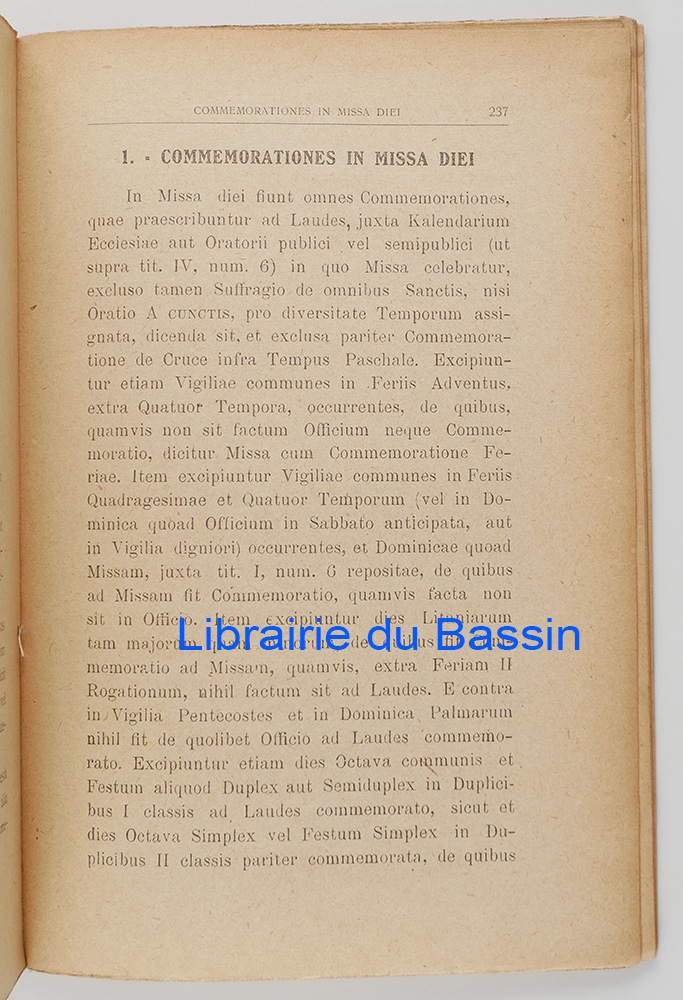 COMMEMORATIONES IN MISSA DIEI 237
1. - COMMEMORATIONES IN MISSA DIEI
In Missa diei fiunt omnes Commemorationes,
quae praescribuntur ad Laudes, juxta Kalendarium
Ecclesiae aut Oratorii publici vel semipublici (ut
supra tit. IV, num. 6) in quo Missa celebratur,
excluso tamen Suffragio de omnibus Sanctis, nisi
Oratio A CUNCTIS, pro diversitate Temporum assi-
gnata, dicenda sit, et exclusa pariter Commemora-
tione de Cruce infra Tempus Paschale. Excipiun-
tur etiam Vigiliae communes in Feriis Adventus,
extra Quatuor Tempora, occurrentes, de quibus,
quamvis non sit factum Officium neque Comme-
moratio, dicitur Missa cum Commemoratione Fe-
riae. Item excipiuntur Vigiliae communes in Feriis
Quadragesimae et Quatuor Temporum (vel in Do-
minica quoad Officium in Sabbato anticipata, aut
in Vigilia digniori) occurrentes, et Dominicae quoad
Missam, juxta tit. I, num. 6 repositae, de quibus
ad Missam fit Commemoratio, quamvis facta non
sit in Officio. Item excipiuntur dies Litaniarum
tam majorum quam de quibus fit
Librairie du Bassin
memoratio ad Missam, quamvis, extra Feriam II
Rogationum, nihil factum sit ad Laudes. E contra
in Vigilia Pentecostes et in Dominica Palmarum
nihil fit de quolibet Officio ad Laudes commemo-
rato. Excipiuntur etiam dies Octava communis et
Festum aliquod Duplex aut Semiduplex in Duplici-
bus I classis ad Laudes commemorato, sicut et
dies Octava Simplex vel Festum Simplex in Du-
plicibus II classis pariter commemorata, de quibus